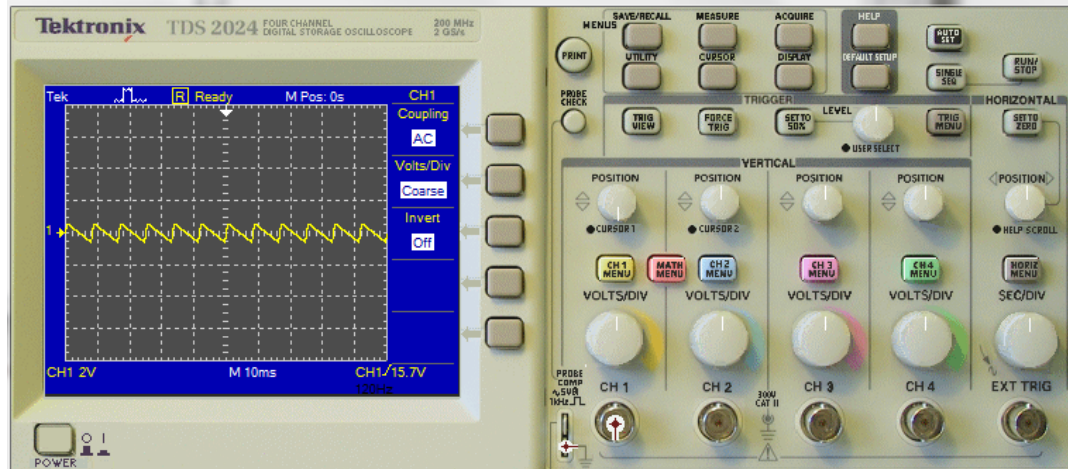 Tektronix TDS 2024 FOUR CHANNEL DIGITAL STORAGE OSCILLOSCOPE 200 MHz 2 GS/s
Tek R Ready M Pos: 0s CH1
Coupling
AC
Volts/Div
Coarse
Invert
Off
1
CH1 2V M 10ms CH1 15.7V
120Hz
POWER
MENUS
SAVE/RECALL MEASURE ACQUIRE
UTILITY CURSOR DISPLAY
HELP
DEFAULT SETUP
AUTO SET
SINGLE SEQ
RUN/STOP
PRINT
PROBE CHECK
TRIGGER
TRIG VIEW
FORCE TRIG
SET TO 50%
LEVEL
USER SELECT
TRIG MENU
HORIZONTAL
SET TO ZERO
VERTICAL
POSITION POSITION POSITION POSITION POSITION
CURSOR 1 CURSOR 2 HELP SCROLL
CH 1 MENU
MATH MENU
CH 2 MENU
CH 3 MENU
CH 4 MENU
HORIZ MENU
VOLTS/DIV VOLTS/DIV VOLTS/DIV VOLTS/DIV SEC/DIV
PROBE COMP
~5V
1kHz
CH 1 CH 2 CH 3 CH 4 EXT TRIG
300V
CAT II